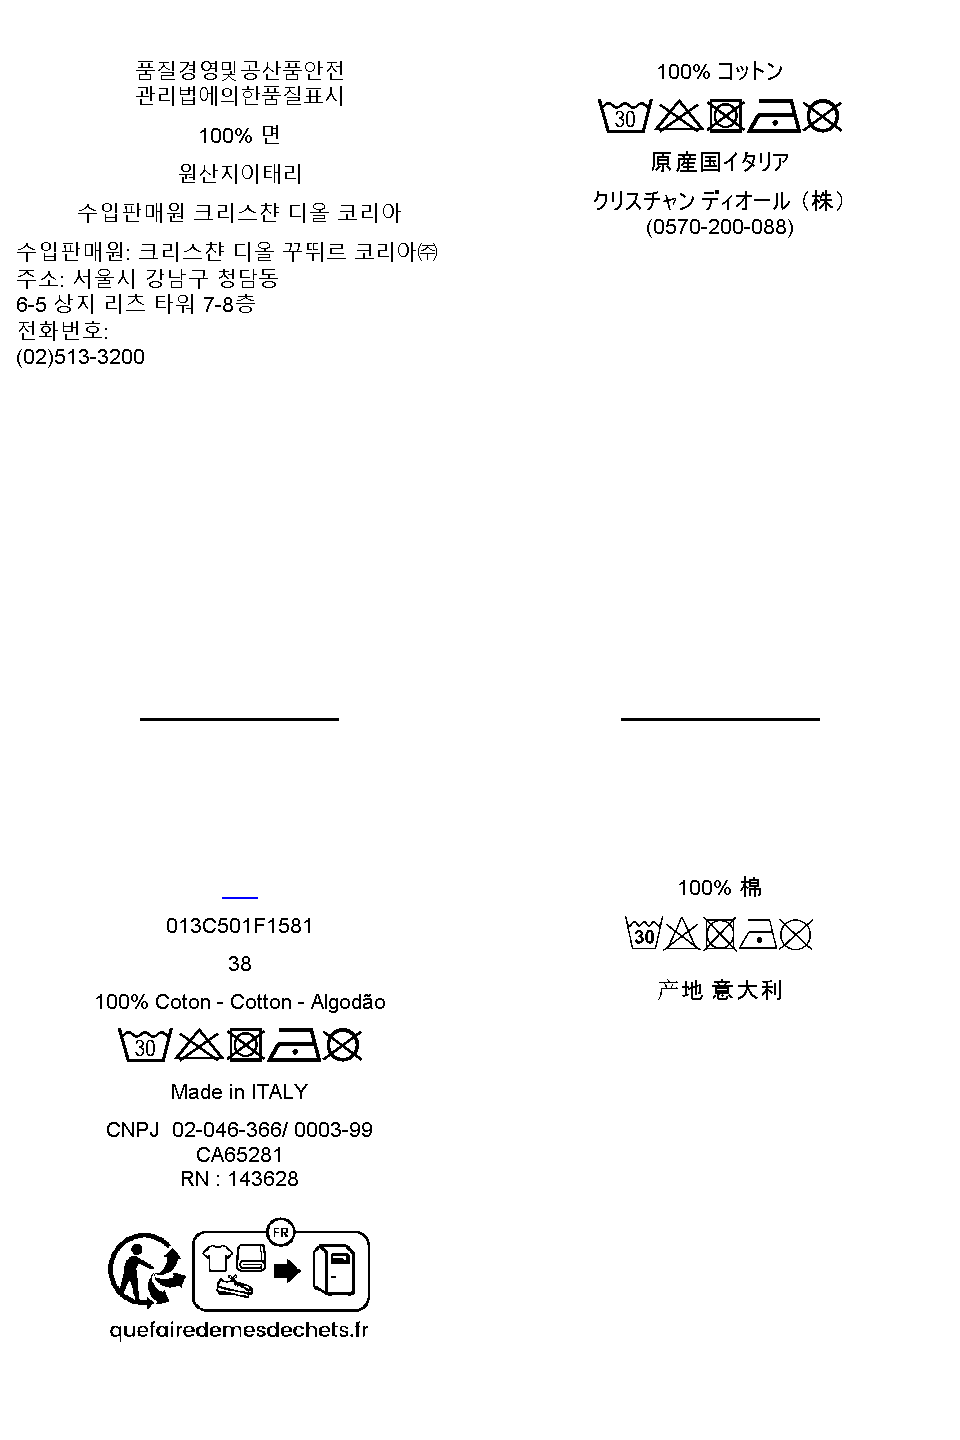 품질경영및공산품안전
관리법에의한품질표시
100% 면
원산지이태리
수입판매원 크리스챤 디올 코리아
수입판매원: 크리스챤 디올 꾸뛰르 코리아㈜
주소: 서울시 강남구 청담동
6-5 상지 리츠 타워 7-8층
전화번호:
(02)513-3200
100% コットン
30
原産国イタリア
クリスチャン ディオール（株）
(0570-200-088)
013C501F1581
38
100% Coton - Cotton - Algodão
30
Made in ITALY
CNPJ 02-046-366/ 0003-99
CA65281
RN : 143628
FR
quefairedemesdechets.fr
100% 棉
30
产地 意大利